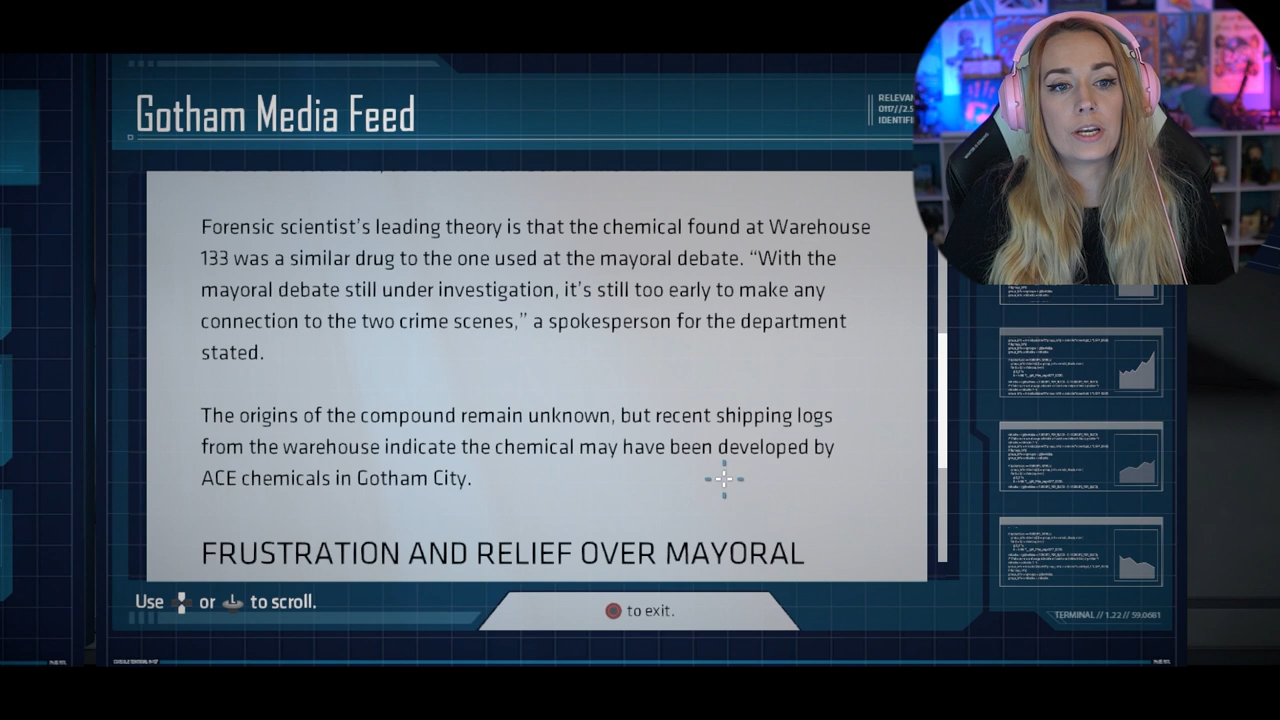 Gotham Media Feed
Forensic scientist's leading theory is that the chemical found at Warehouse
133 was a similar drug to the one used at the mayoral debate. “With the
mayoral debate still under investigation, it's still too early to make any
connection to the two crime scenes,” a spokesperson for the department
stated.
The origins of the compound remain unknown, but recent shipping logs
from the warehouse indicate the chemical may have been developed by
ACE chemicals in Gotham City.
FRUSTRATION AND RELIEF OVER MAYORAL
Use or to scroll.
to exit.
TERMINAL // 1.22 // 59.0681